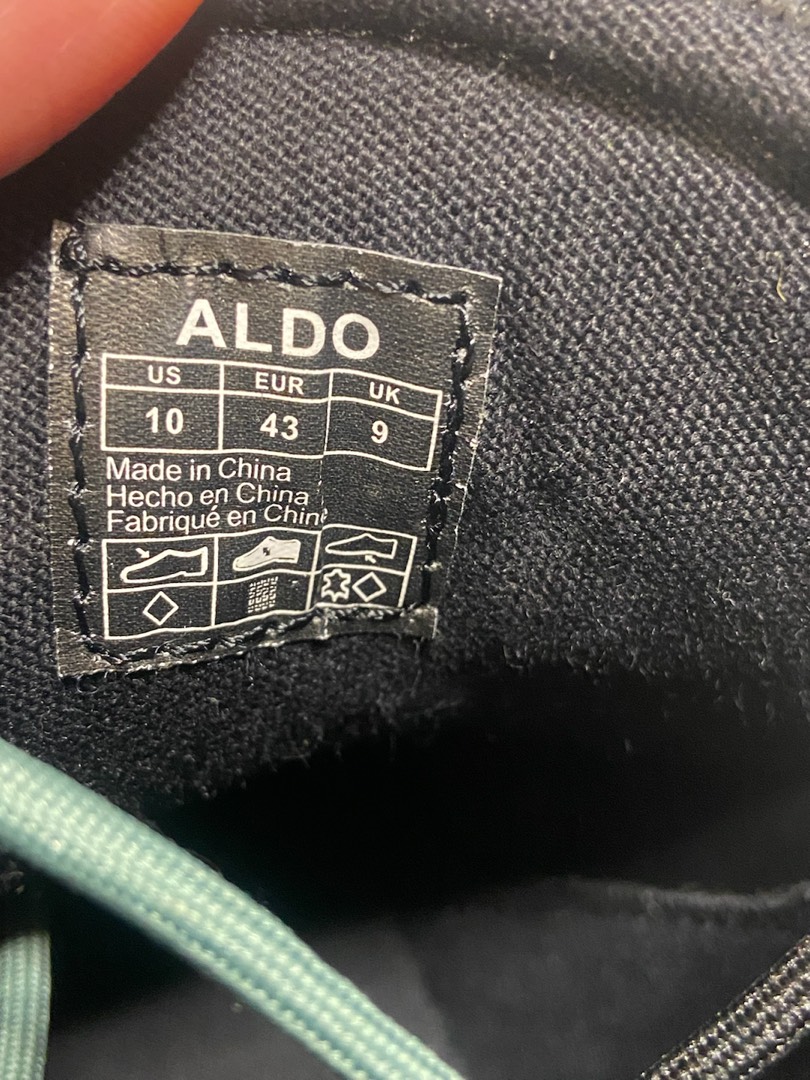 ALDO
US EUR UK
10 43 9
Made in China
Hecho en China
Fabriqué en Chine